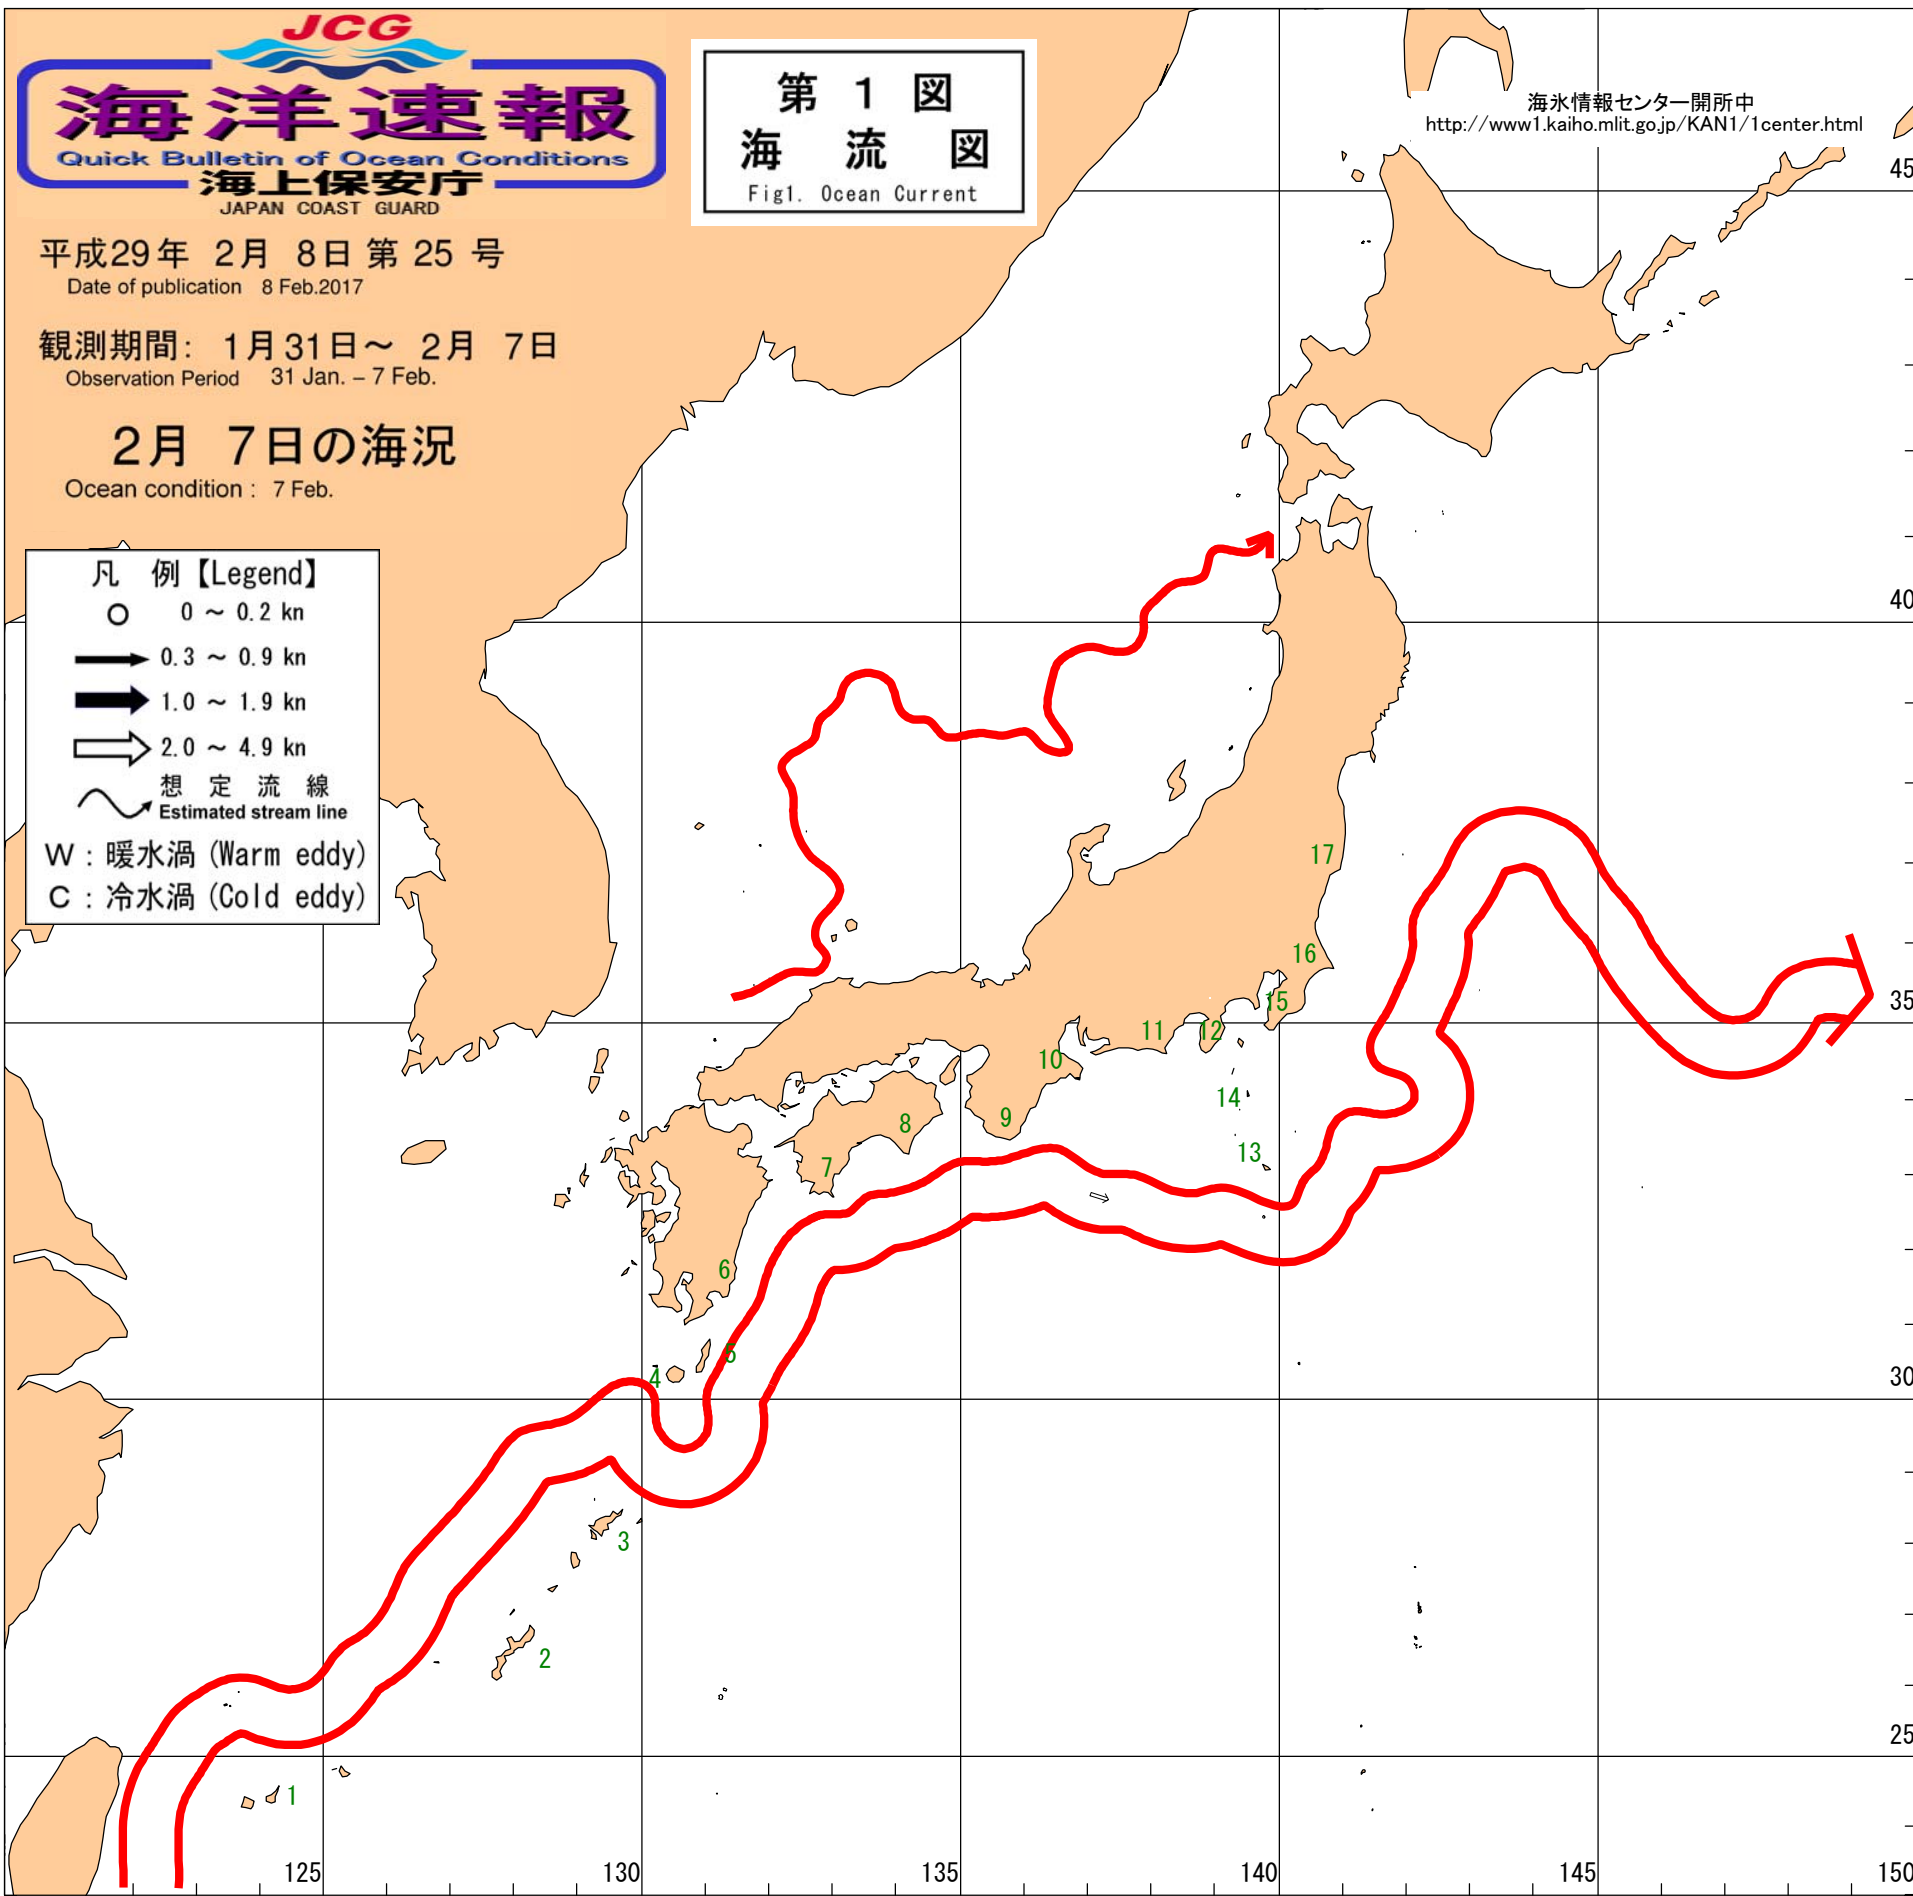 JCG
海洋速報
Quick Bulletin of Ocean Conditions
海上保安庁
JAPAN COAST GUARD
第 1 図
海 流 図
Fig1. Ocean Current
海氷情報センター開所中
http://www1.kaiho.mlit.go.jp/KAN1/1center.html
平成29年 2月 8日 第 25 号
Date of publication 8 Feb.2017
観測期間: 1月31日～ 2月 7日
Observation Period 31 Jan. – 7 Feb.
2月 7日の海況
Ocean condition : 7 Feb.
凡 例【Legend】
0 ～ 0.2 kn
0.3 ～ 0.9 kn
1.0 ～ 1.9 kn
2.0 ～ 4.9 kn
想 定 流 線
Estimated stream line
W : 暖水渦 (Warm eddy)
C : 冷水渦 (Cold eddy)
45
40
35
30
25
17
16
15
12
11
10
14
13
9
8
7
6
5
4
3
2
1
125
130
135
140
145
150